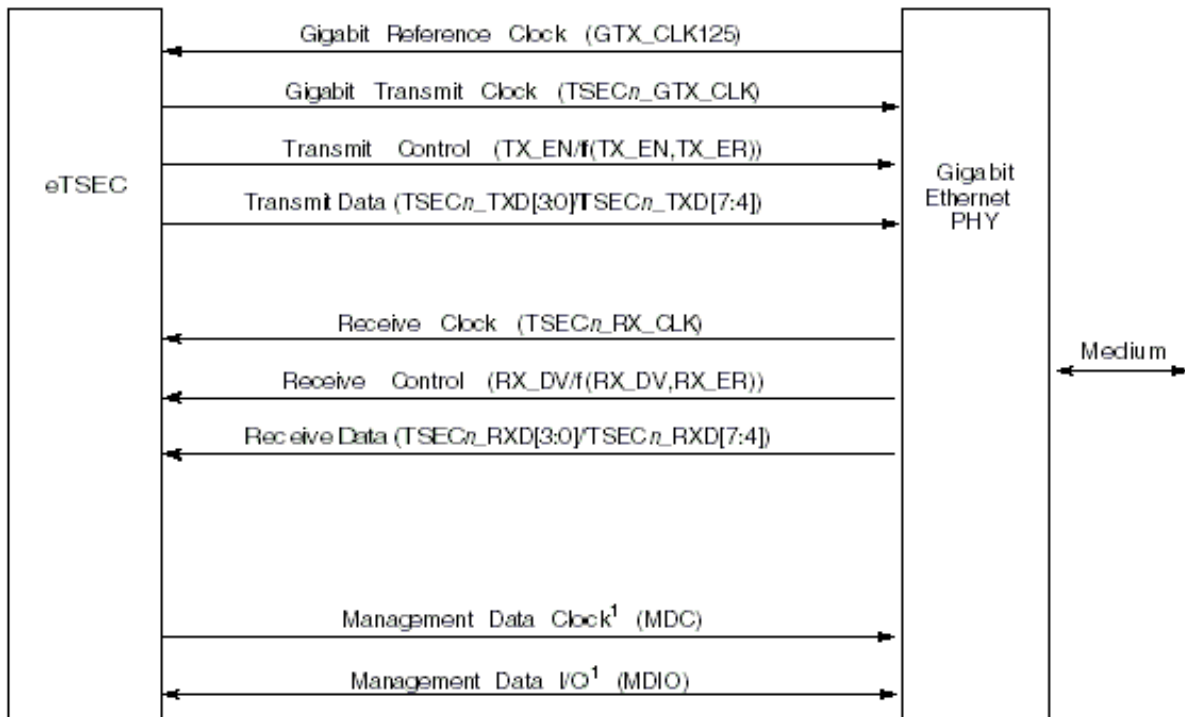 Gigabit Reference Clock (GTX_CLK125)
Gigabit Transmit Clock (TSECn_GTX_CLK)
Transmit Control (TX_EN/f(TX_EN,TX_ER))
eTSEC
Transmit Data (TSECn_TXD[3:0]/TSECn_TXD[7:4])
Gigabit
Ethernet
PHY
Receive Clock (TSECn_RX_CLK)
Medium
Receive Control (RX_DV/f(RX_DV,RX_ER))
Receive Data (TSECn_RXD[3:0]/TSECn_RXD[7:4])
Management Data Clock¹ (MDC)
Management Data I/O¹ (MDIO)